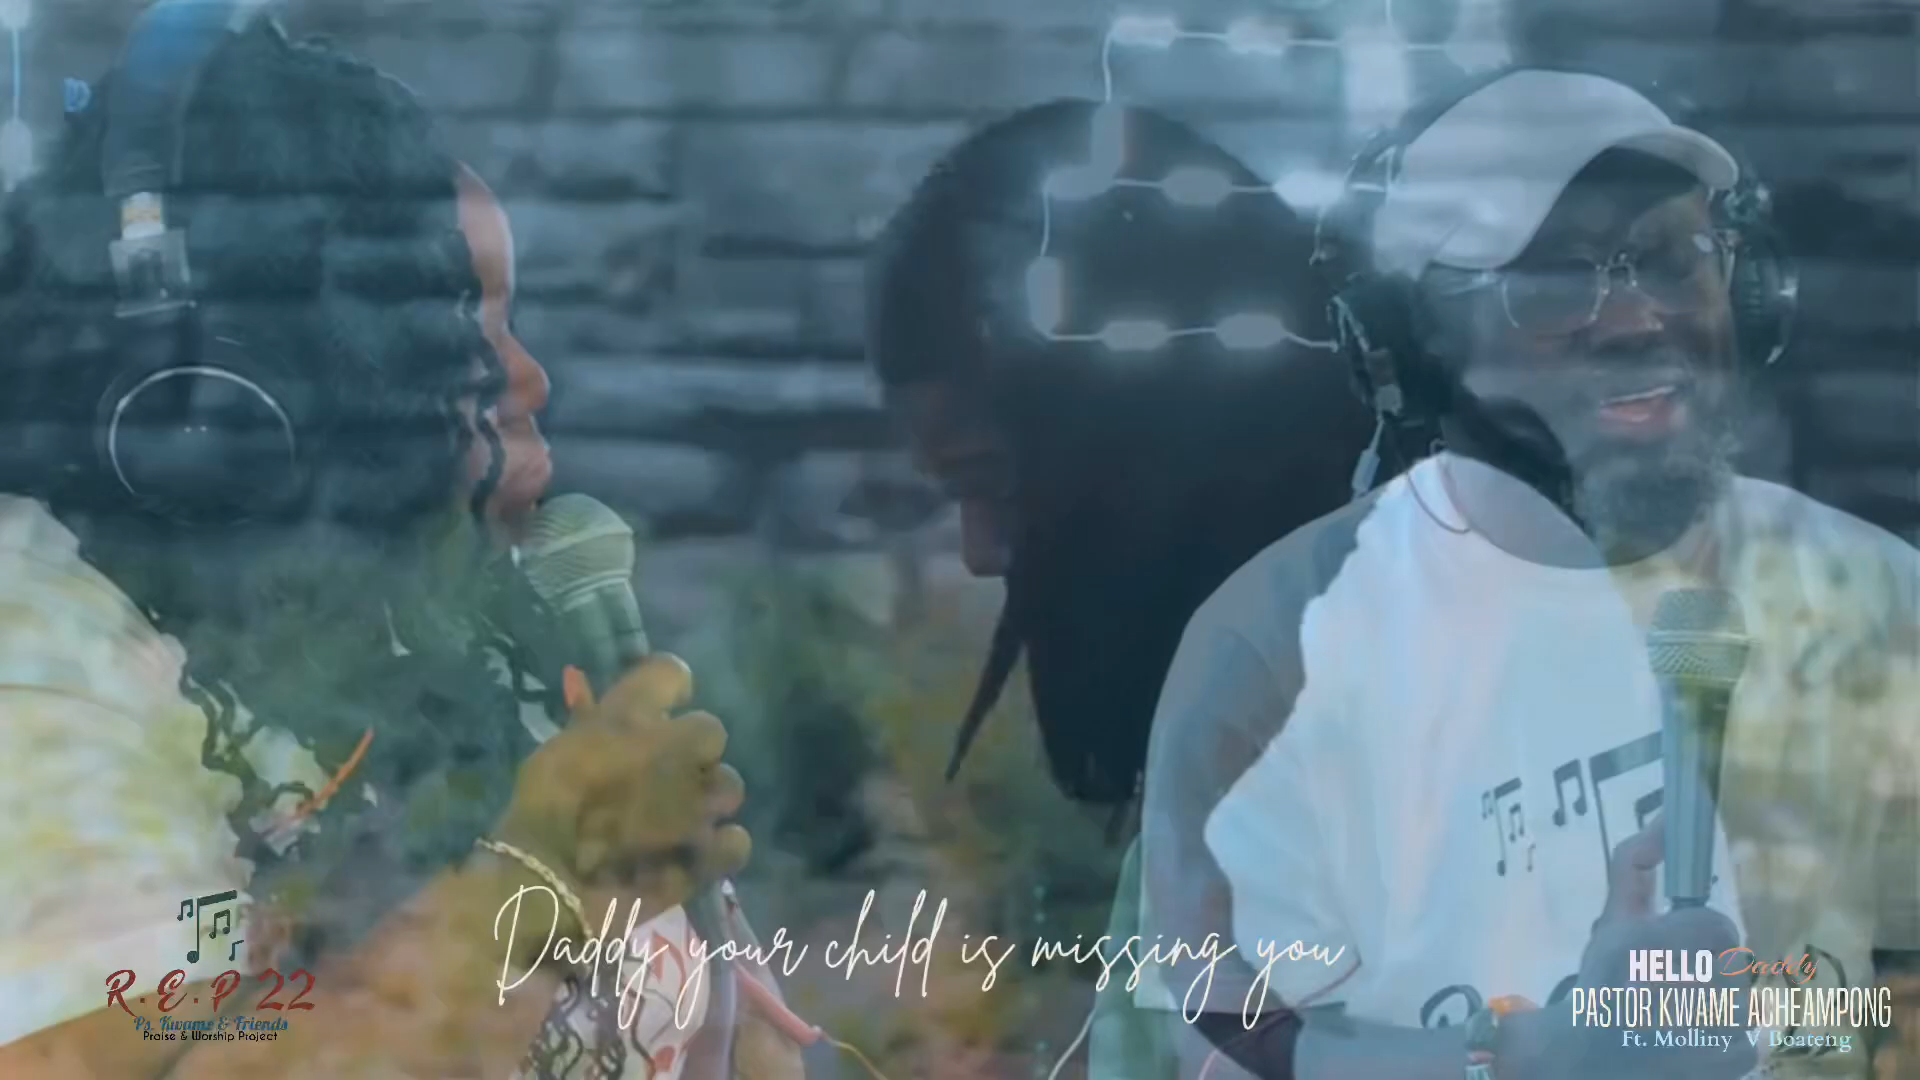 Daddy your child is missing you
R.E.P 22
Ps. Kwame & Friends
Praise & Worship Project
HELLO Daddy
PASTOR KWAME ACHEAMPONG
Ft. Molliny V Boateng